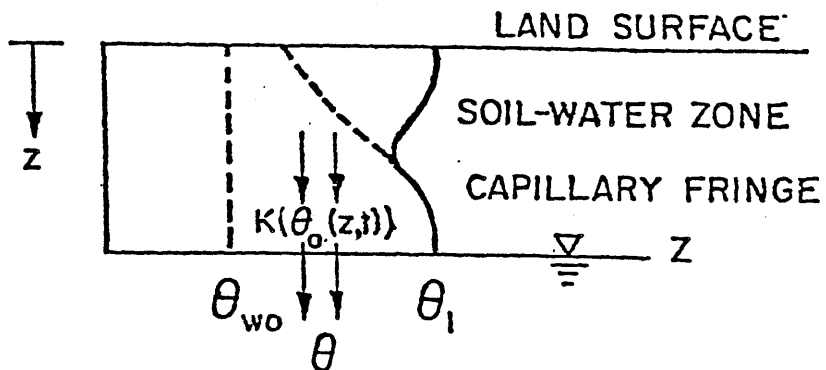 LAND SURFACE
SOIL-WATER ZONE
z
CAPILLARY FRINGE
K(θo(z,j))
Z
θwo
θ1
θ